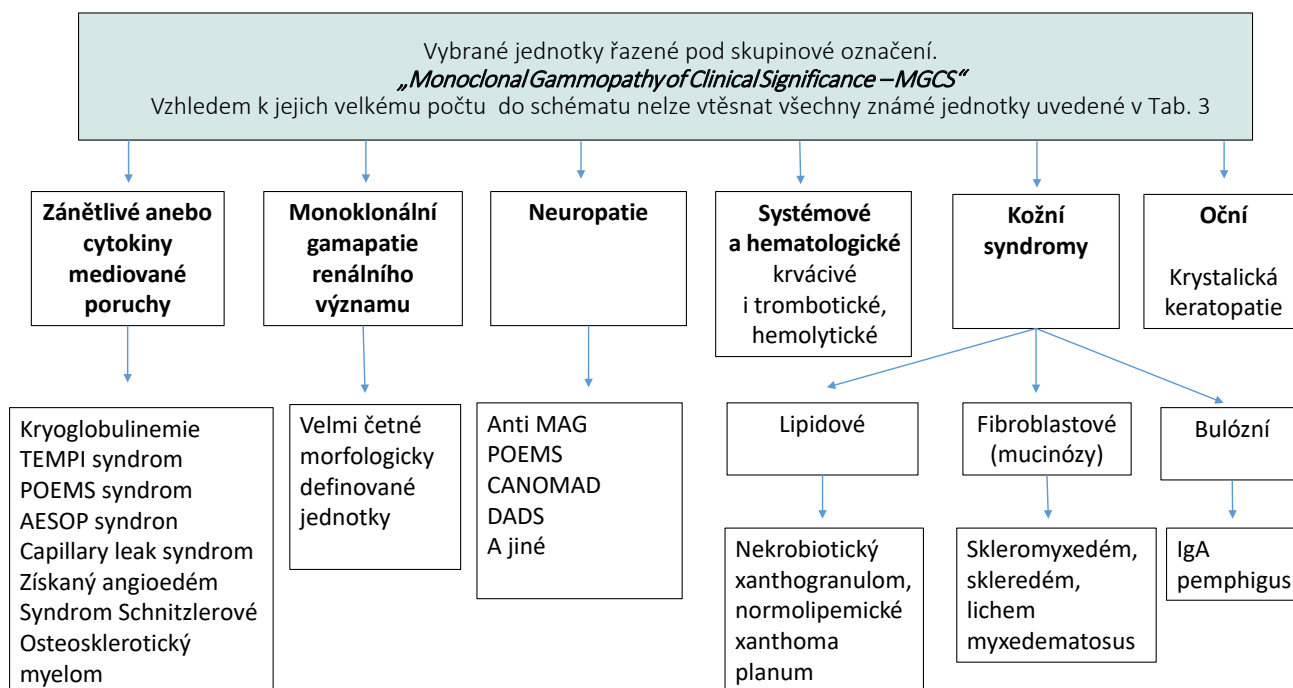 Vybrané jednotky řazené pod skupinové označení.
„Monoclonal Gammopathy of Clinical Significance – MGCS“
Vzhledem k jejich velkému počtu do schématu nelze vtěsnat všechny známé jednotky uvedené v Tab. 3
Zánětlivé anebo
cytokiny
mediované
poruchy
Monoklonální
gamapatie
renálního
významu
Neuropatie
Systémové
a hematologické
krvácivé
i trombotické,
hemolytické
Kožní
syndromy
Oční
Krystalická
keratopatie
Kryoglobulinemie
TEMPI syndrom
POEMS syndrom
AESOP syndron
Capillary leak syndrom
Získaný angioedém
Syndrom Schnitzlerové
Osteosklerotický
myelom
Velmi četné
morfologicky
definované
jednotky
Anti MAG
POEMS
CANOMAD
DADS
A jiné
Lipidové
Fibroblastové
(mucinózy)
Bulózní
Nekrobiotický
xanthogranulom,
normolipemické
xanthoma
planum
Skleromyxedém,
skleredém,
lichem
myxedematosus
IgA
pemphigus